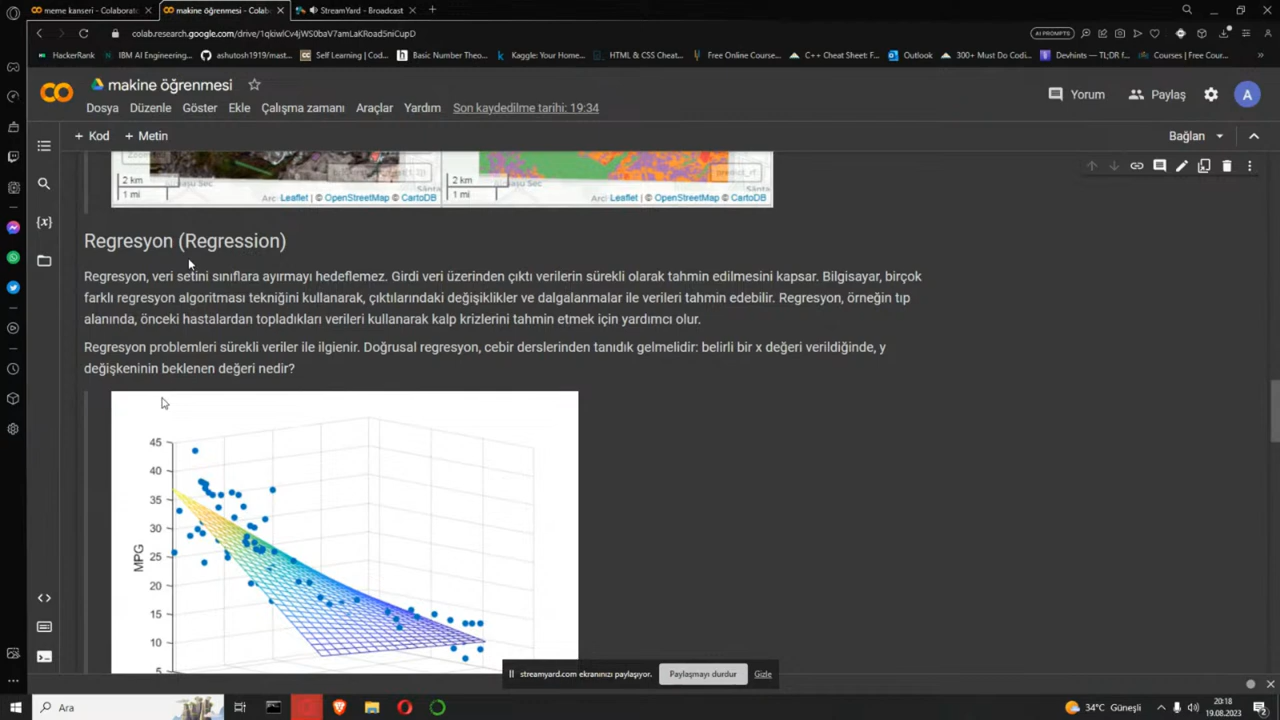 meme kanseri - Colaborato
makine öğrenmesi - Colab
StreamYard - Broadcast
colab.research.google.com/drive/1qkiwlCv4jWS0baV7amLaKRoadSniCupD
AI PROMPTS
HackerRank
IBM AI Engineering...
ashutosh1919/mast...
Self Learning | Cod...
Basic Number Theo...
Kaggle: Your Home...
HTML & CSS Cheat...
Free Online Course...
C++ Cheat Sheet: F...
Outlook
300+ Must Do Codi...
Devhints — TL;DR f...
Courses | Free Cour...
makine öğrenmesi
Dosya Düzenle Göster Ekle Çalışma zamanı Araçlar Yardım Son kaydedilme tarihi: 19:34
Yorum
Paylaş
A
+ Kod + Metin
Bağlan
2 km
1 mi
Leaflet | © OpenStreetMap © CartoDB
2 km
1 mi
Leaflet | © OpenStreetMap © CartoDB
Regresyon (Regression)
Regresyon, veri setini sınıflara ayırmayı hedeflemez. Girdi veri üzerinden çıktı verilerin sürekli olarak tahmin edilmesini kapsar. Bilgisayar, birçok
farklı regresyon algoritması tekniğini kullanarak, çıktılarındaki değişiklikler ve dalgalanmalar ile verileri tahmin edebilir. Regresyon, örneğin tıp
alanında, önceki hastalardan topladıkları verileri kullanarak kalp krizlerini tahmin etmek için yardımcı olur.
Regresyon problemleri sürekli veriler ile ilgienir. Doğrusal regresyon, cebir derslerinden tanıdık gelmelidir: belirli bir x değeri verildiğinde, y
değişkeninin beklenen değeri nedir?
45
40
35
30
25
20
15
10
5
MPG
streamyard.com ekranınızı paylaşıyor.
Paylaşmayı durdur
Gizle
Ara
34°C Güneşli
20:18
19.08.2023